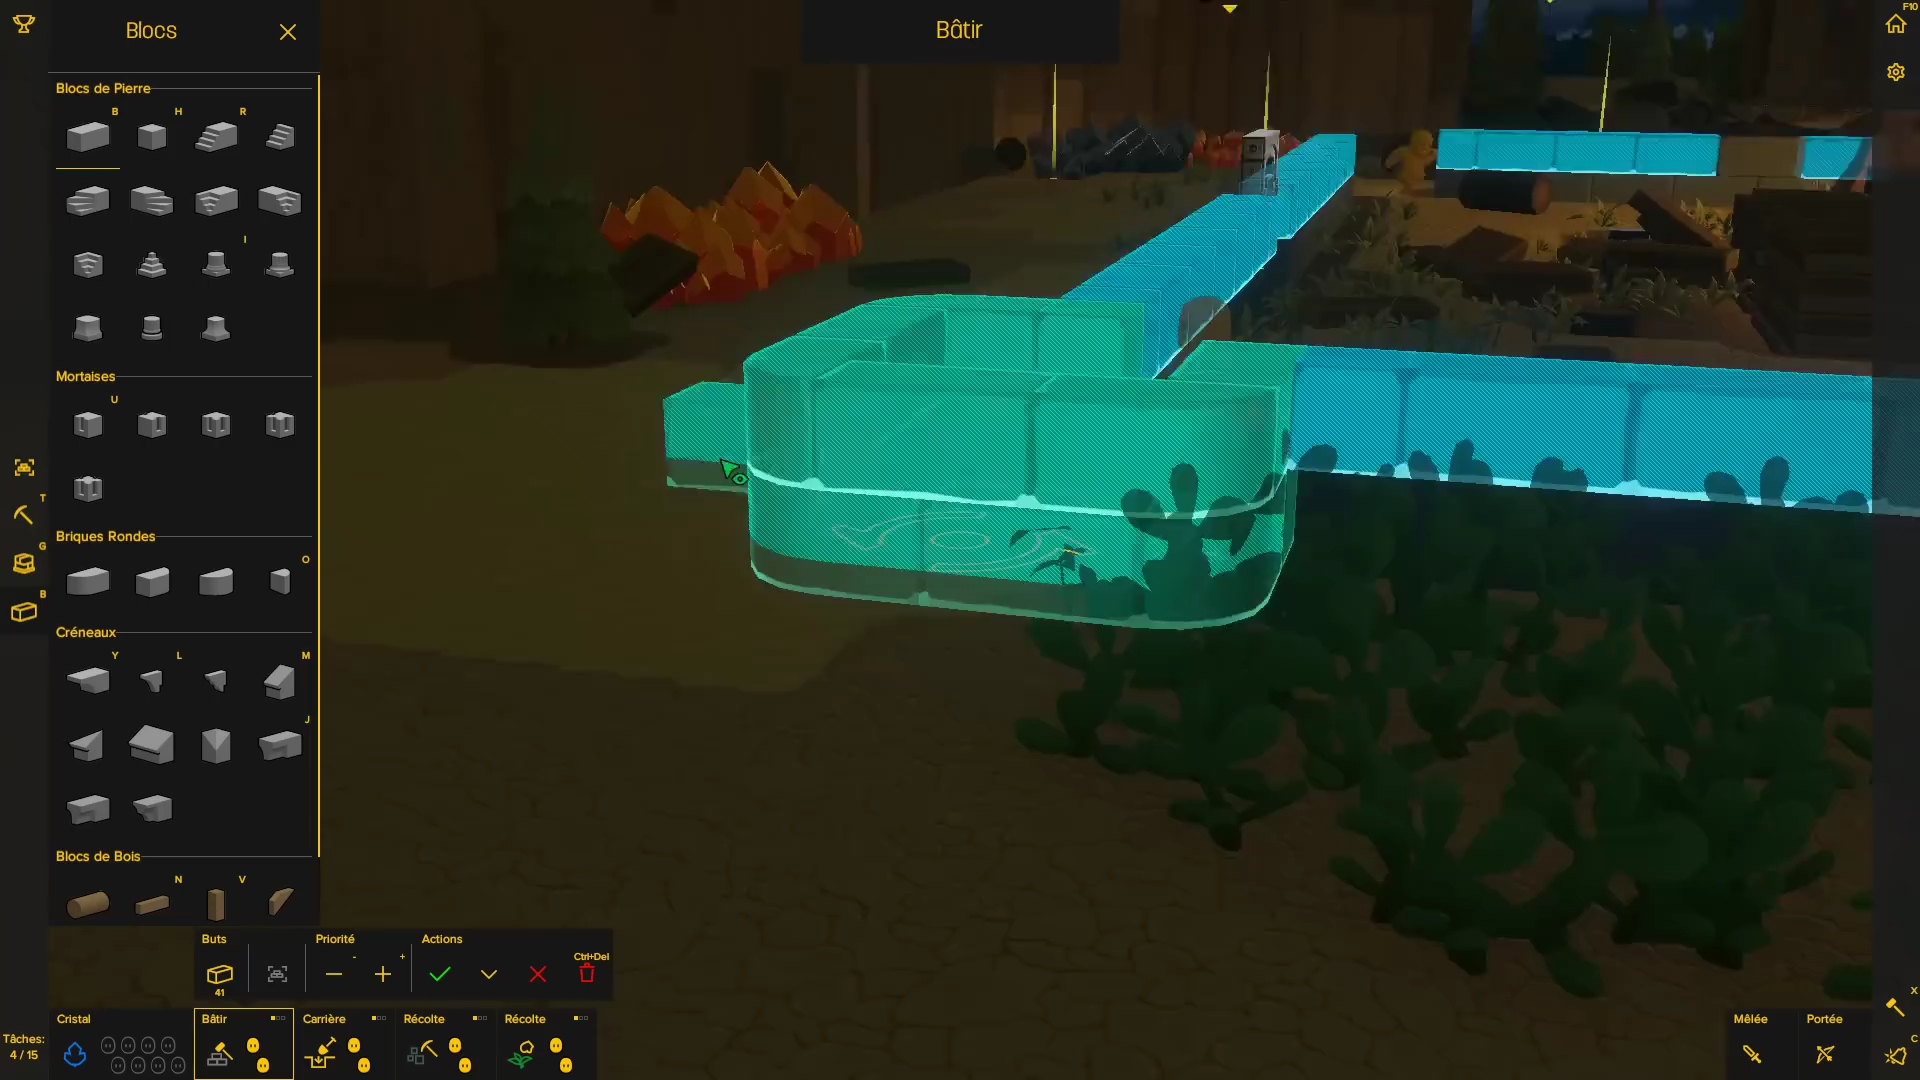 Blocs
Bâtir
F10
Blocs de Pierre
B
H
R
I
Mortaises
U
T
Briques Rondes
G
O
B
Créneaux
Y
L
M
J
Blocs de Bois
N
V
Buts
Priorité
Actions
-
+
Ctrl+Del
41
X
Cristal
Bâtir
Carrière
Récolte
Récolte
Mêlée
Portée
Tâches:
4 / 15
C